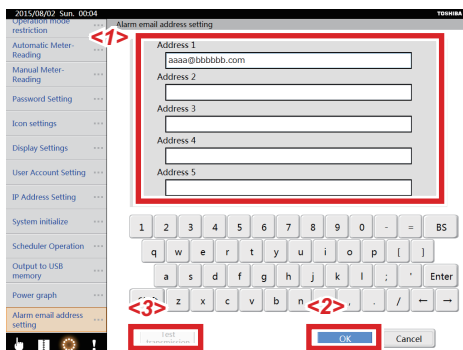 2015/08/02 Sun. 00:04
TOSHIBA
Operation mode
restriction
Automatic Meter-
Reading
Manual Meter-
Reading
Password Setting
Icon settings
Display Settings
User Account Setting
IP Address Setting
System initialize
Scheduler Operation
Output to USB
memory
Power graph
Alarm email address
setting
Alarm email address setting
<1>
Address 1
aaaa@bbbbbb.com
Address 2
Address 3
Address 4
Address 5
1 2 3 4 5 6 7 8 9 0 - = BS
q w e r t y u i o p [ ]
a s d f g h j k l ; ' Enter
z x c v b n , . / ← →
<3>
<2>
Test
transmission
OK
Cancel